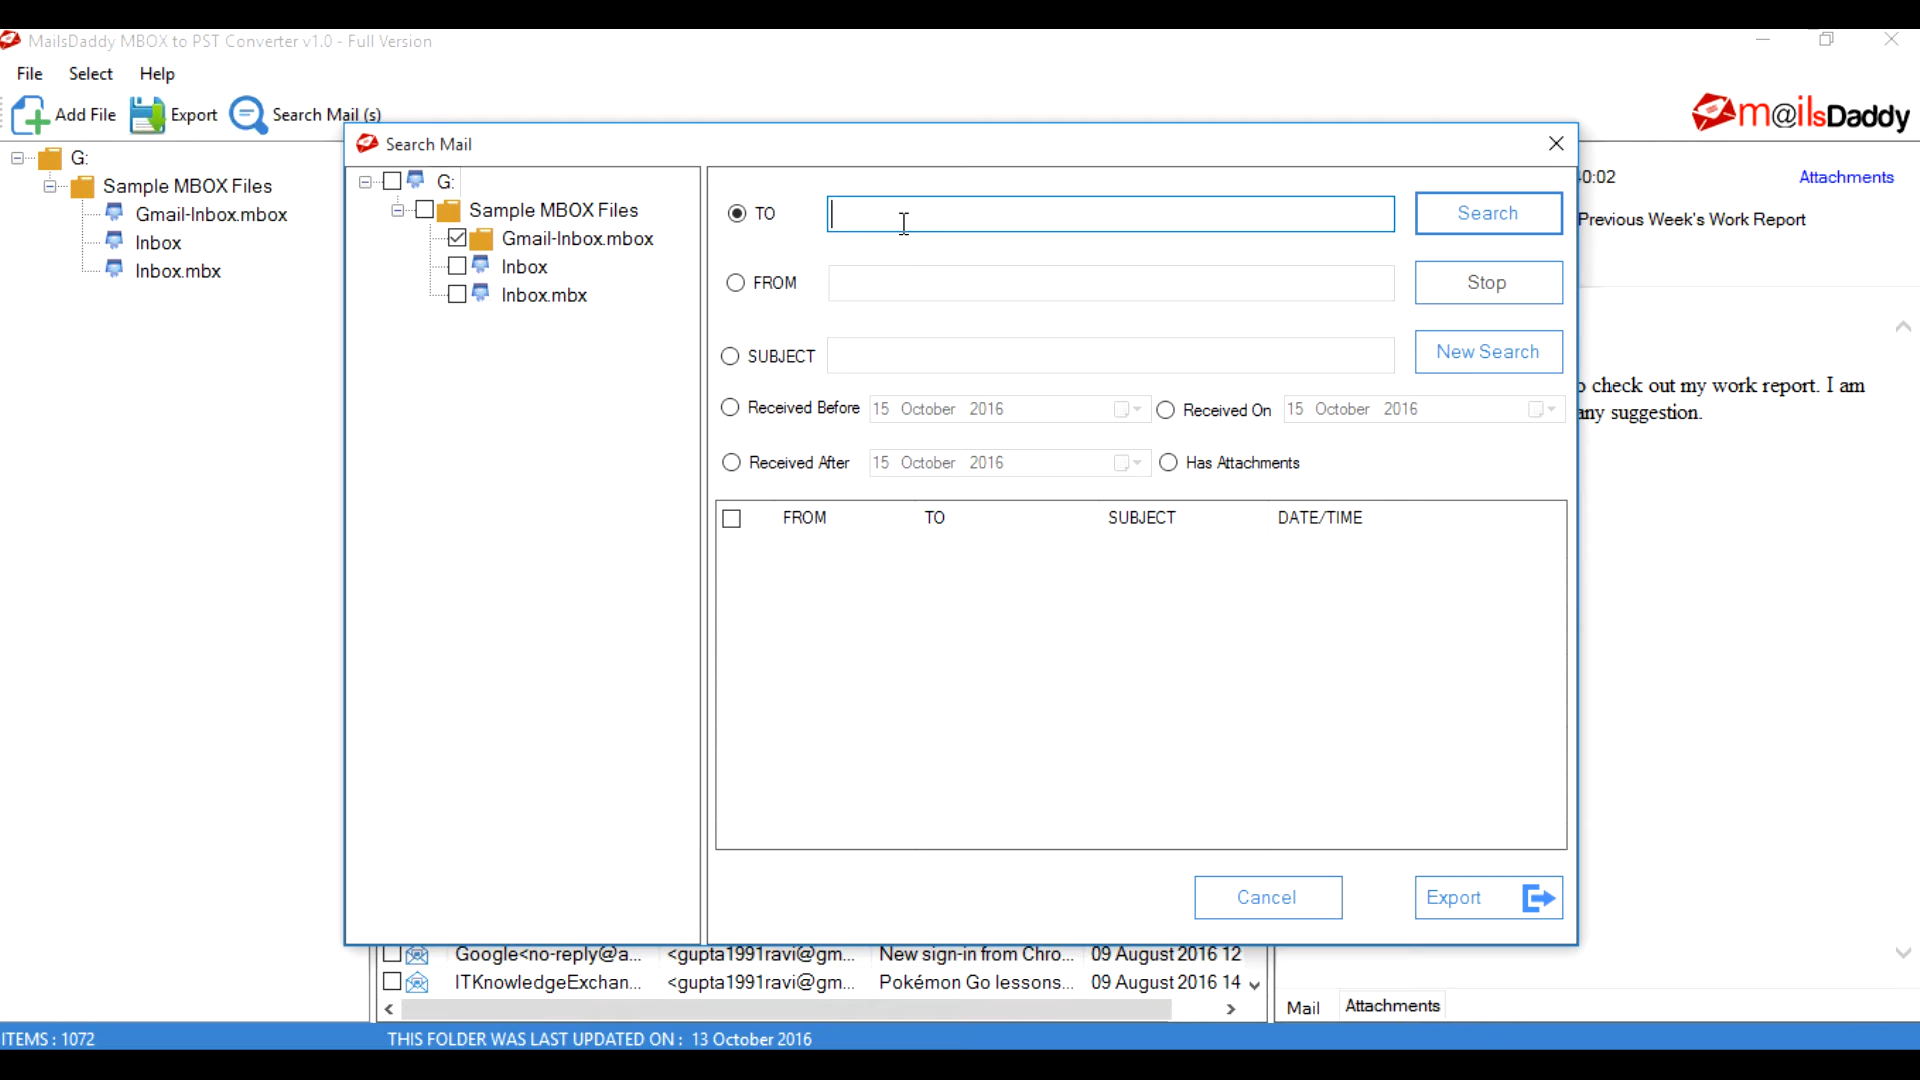 MailsDaddy MBOX to PST Converter v1.0 - Full Version
File Select Help
Add File Export Search Mail (s)
m@ilsDaddy
G:
Sample MBOX Files
Gmail-Inbox.mbox
Inbox
Inbox.mbx
Search Mail
G:
Sample MBOX Files
Gmail-Inbox.mbox
Inbox
Inbox.mbx
TO
Search
FROM
Stop
SUBJECT
New Search
Received Before 15 October 2016
Received On 15 October 2016
Received After 15 October 2016
Has Attachments
FROM TO SUBJECT DATE/TIME
Cancel
Export
0:02
Attachments
Previous Week's Work Report
check out my work report. I am
any suggestion.
Google<no-reply@a... <gupta1991ravi@gm... New sign-in from Chro... 09 August 2016 12
ITKnowledgeExchan... <gupta1991ravi@gm... Pokémon Go lessons... 09 August 2016 14
Mail Attachments
ITEMS : 1072
THIS FOLDER WAS LAST UPDATED ON : 13 October 2016